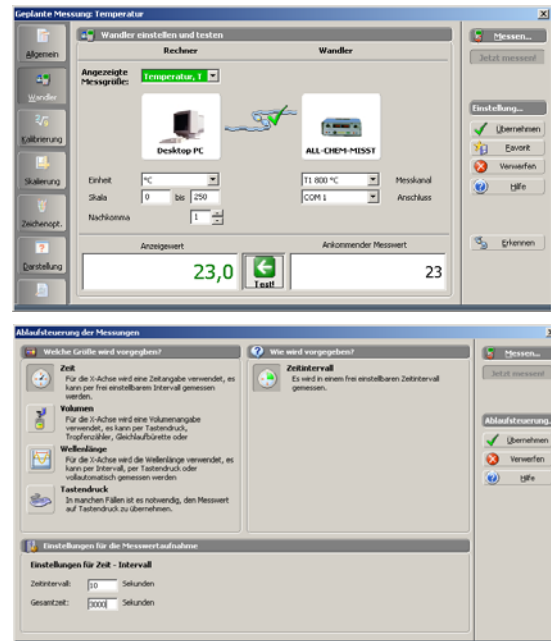 Geplante Messung: Temperatur
Allgemein
Wandler
Kalibrierung
Skalierung
Zeichenopt.
Darstellung
Wandler einstellen und testen
Rechner
Wandler
Angezeigte
Messgröße:
Temperatur, T
Desktop PC
ALL-CHEM-MISST
Einheit
°C
T1 800 °C
Messkanal
Skala
0
bis
250
COM 1
Anschluss
Nachkomma
1
Anzeigewert
Ankommender Messwert
23,0
Test!
23
Messen...
Jetzt messen!
Einstellung...
Übernehmen
Favorit
Verwerfen
Hilfe
Erkennen
Ablaufsteuerung der Messungen
Welche Größe wird vorgegben?
Zeit
Für die X-Achse wird eine Zeitangabe verwendet, es
kann per frei einstellbarem Intervall gemessen
werden.
Volumen
Für die X-Achse wird eine Volumenangabe
verwendet, es kann per Tastendruck,
Tropfenzähler, Gleichlaufbürette oder
Wellenlänge
Für die X-Achse wird die Wellenlänge verwendet, es
kann per Intervall, per Tastendruck oder
vollautomatisch gemessen werden
Tastendruck
In manchen Fällen ist es notwendig, den Messwert
auf Tastendruck zu übernehmen.
Wie wird vorgegeben?
Zeitintervall
Es wird in einem frei einstellbaren Zeitintervall
gemessen.
Einstellungen für die Messwertaufnahme
Einstellungen für Zeit - Intervall
Zeitintervall:
10
Sekunden
Gesamtzeit:
3000
Sekunden
Messen...
Jetzt messen!
Ablaufsteuerung.
Übernehmen
Verwerfen
Hilfe